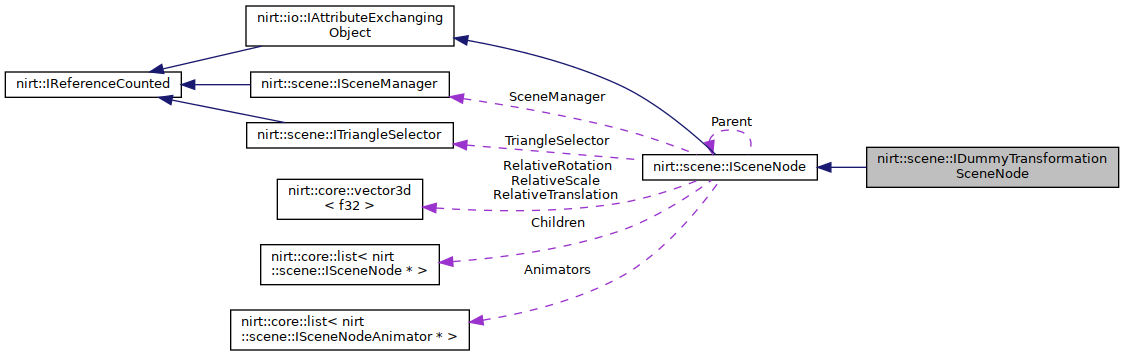 nirt::io::IAttributeExchanging
Object
nirt::IReferenceCounted
nirt::scene::ISceneManager
nirt::scene::ITriangleSelector
nirt::core::vector3d
< f32 >
nirt::core::list< nirt
::scene::ISceneNode * >
nirt::core::list< nirt
::scene::ISceneNodeAnimator * >
SceneManager
TriangleSelector
RelativeRotation
RelativeScale
RelativeTranslation
Children
Animators
Parent
nirt::scene::ISceneNode
nirt::scene::IDummyTransformation
SceneNode